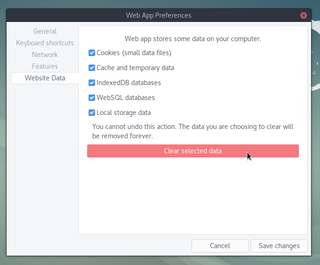 Web App Preferences
General
Keyboard shortcuts
Network
Features
Website Data
Web app stores some data on your computer.
Cookies (small data files)
Cache and temporary data
IndexedDB databases
WebSQL databases
Local storage data
You cannot undo this action. The data you are choosing to clear will
be removed forever.
Clear selected data
Cancel
Save changes